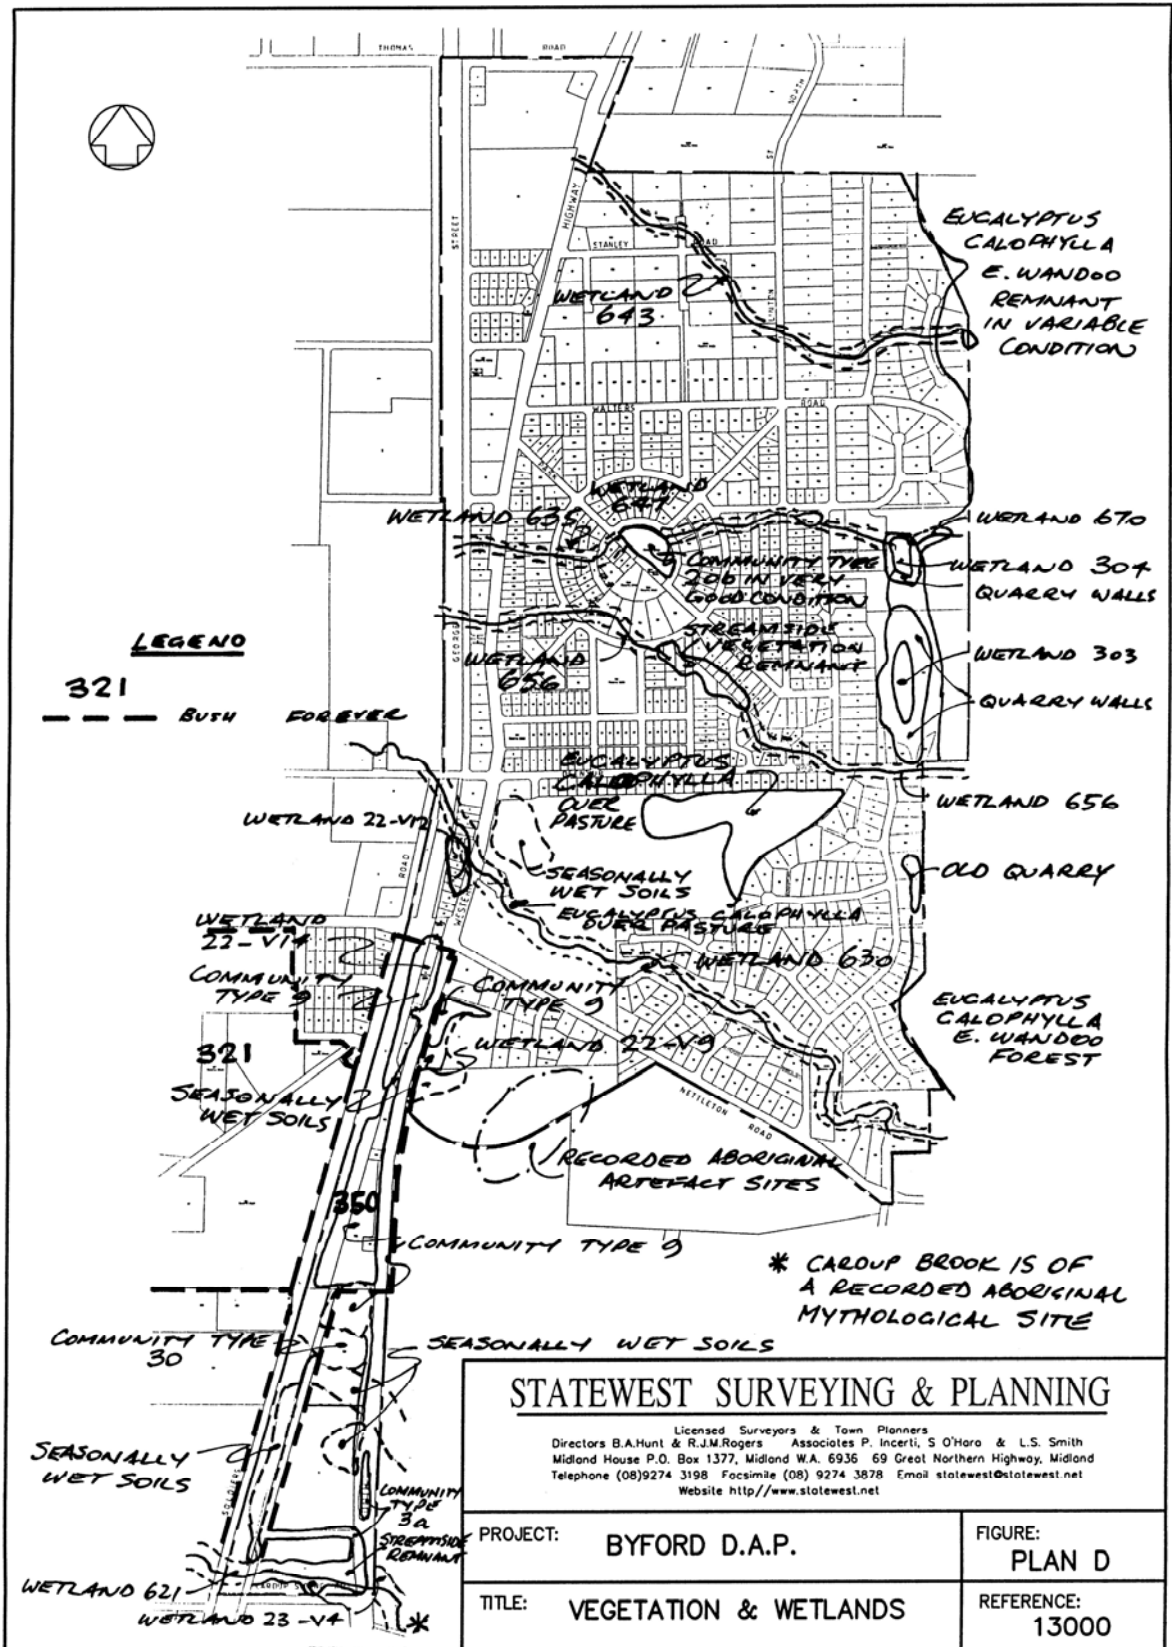 THOMAS ROAD
NORTH
ST
STREET
HIGHWAY
STANLEY ROAD
LYNTON
EUCALYPTUS
CALOPHYLLA
E. WANDOO
REMNANT
IN VARIABLE
CONDITION
WETLAND
643
WALTERS ROAD
WETLAND
647
WETLAND 635
WETLAND 670
COMMUNITY TYPE
20b IN VERY
GOOD CONDITION
WETLAND 304
QUARRY WALLS
STREAMSIDE
VEGETATION
REMNANT
GEORGE
WETLAND
656
WETLAND 303
QUARRY WALLS
LEGEND
321
BUSH FOREVER
EUCALYPTUS
CALOPHYLLA
OVER
PASTURE
WETLAND 656
WETLAND 22-V12
ROAD
OLD QUARRY
SEASONALLY
WET SOILS
EUCALYPTUS CALOPHYLLA
OVER PASTURE
WETLAND
22-V14
WETLAND 630
COMMUNITY
TYPE 9
COMMUNITY
TYPE 9
EUCALYPTUS
CALOPHYLLA
E. WANDOO
FOREST
321
WETLAND 22-V9
SEASONALLY
WET SOILS
NETTLETON
ROAD
RECORDED ABORIGINAL
ARTEFACT SITES
350
COMMUNITY TYPE 9
* CARDUP BROOK IS OF
A RECORDED ABORIGINAL
MYTHOLOGICAL SITE
COMMUNITY TYPE
30
SEASONALLY WET SOILS
SEASONALLY
WET SOILS
SOLDIERS
COMMUNITY
TYPE
3a
STREAMSIDE
REMNANT
WETLAND 621
WETLAND 23-V4
*
STATEWEST SURVEYING & PLANNING
Licensed Surveyors & Town Planners
Directors B.A.Hunt & R.J.M.Rogers Associates P. Incerti, S O'Hara & L.S. Smith
Midland House P.O. Box 1377, Midland W.A. 6936 69 Great Northern Highway, Midland
Telephone (08)9274 3198 Facsimile (08) 9274 3878 Email statewest@statewest.net
Website http//www.statewest.net
PROJECT: BYFORD D.A.P.
FIGURE: PLAN D
TITLE: VEGETATION & WETLANDS
REFERENCE: 13000